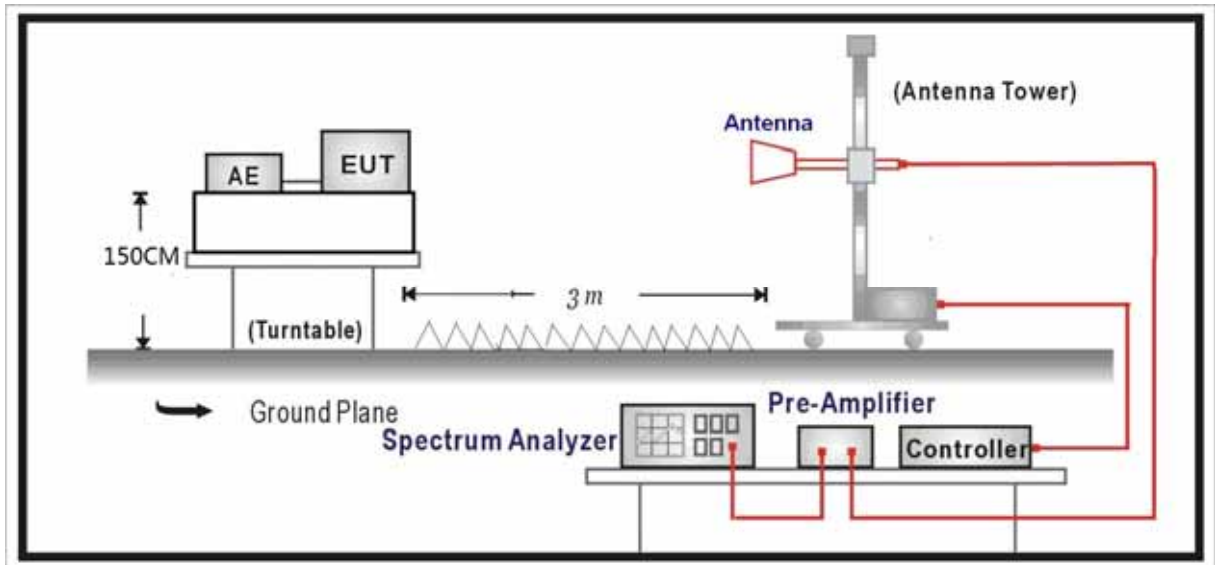 (Antenna Tower)
Antenna
AE
EUT
150CM
3 m
(Turntable)
Ground Plane
Spectrum Analyzer
Pre-Amplifier
Controller